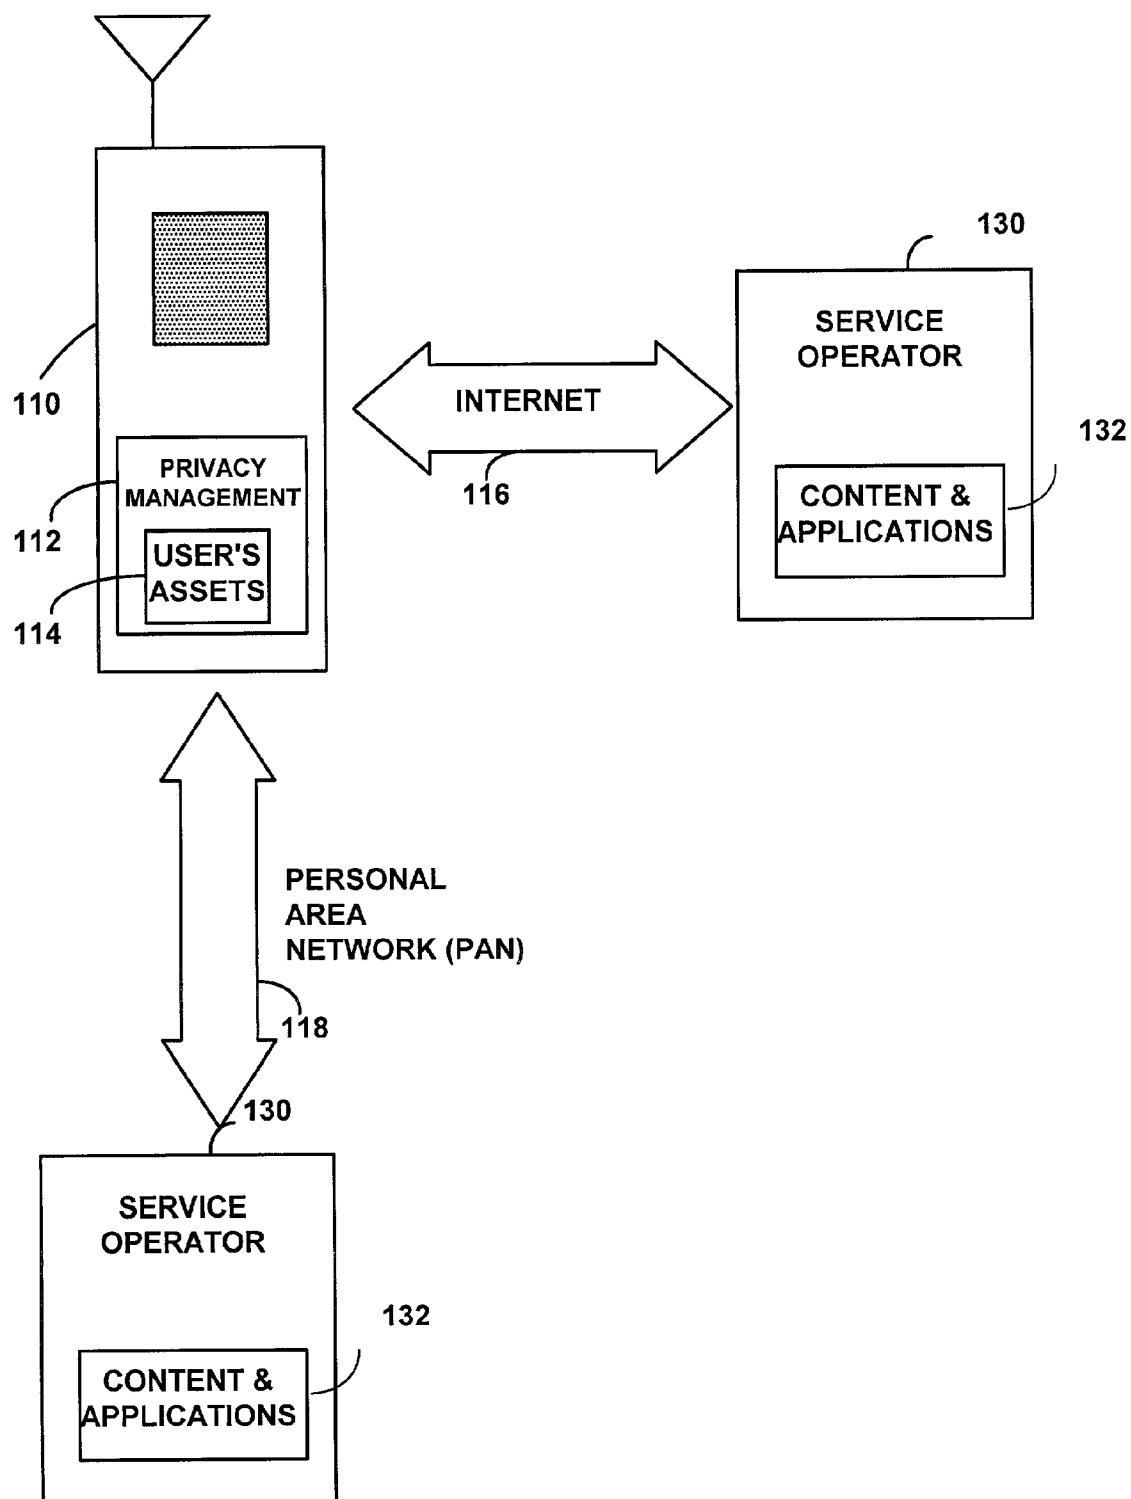 130
SERVICE
OPERATOR
110
INTERNET
132
PRIVACY
MANAGEMENT
116
CONTENT &
APPLICATIONS
112
USER'S
ASSETS
114
PERSONAL
AREA
NETWORK (PAN)
118
130
SERVICE
OPERATOR
132
CONTENT &
APPLICATIONS